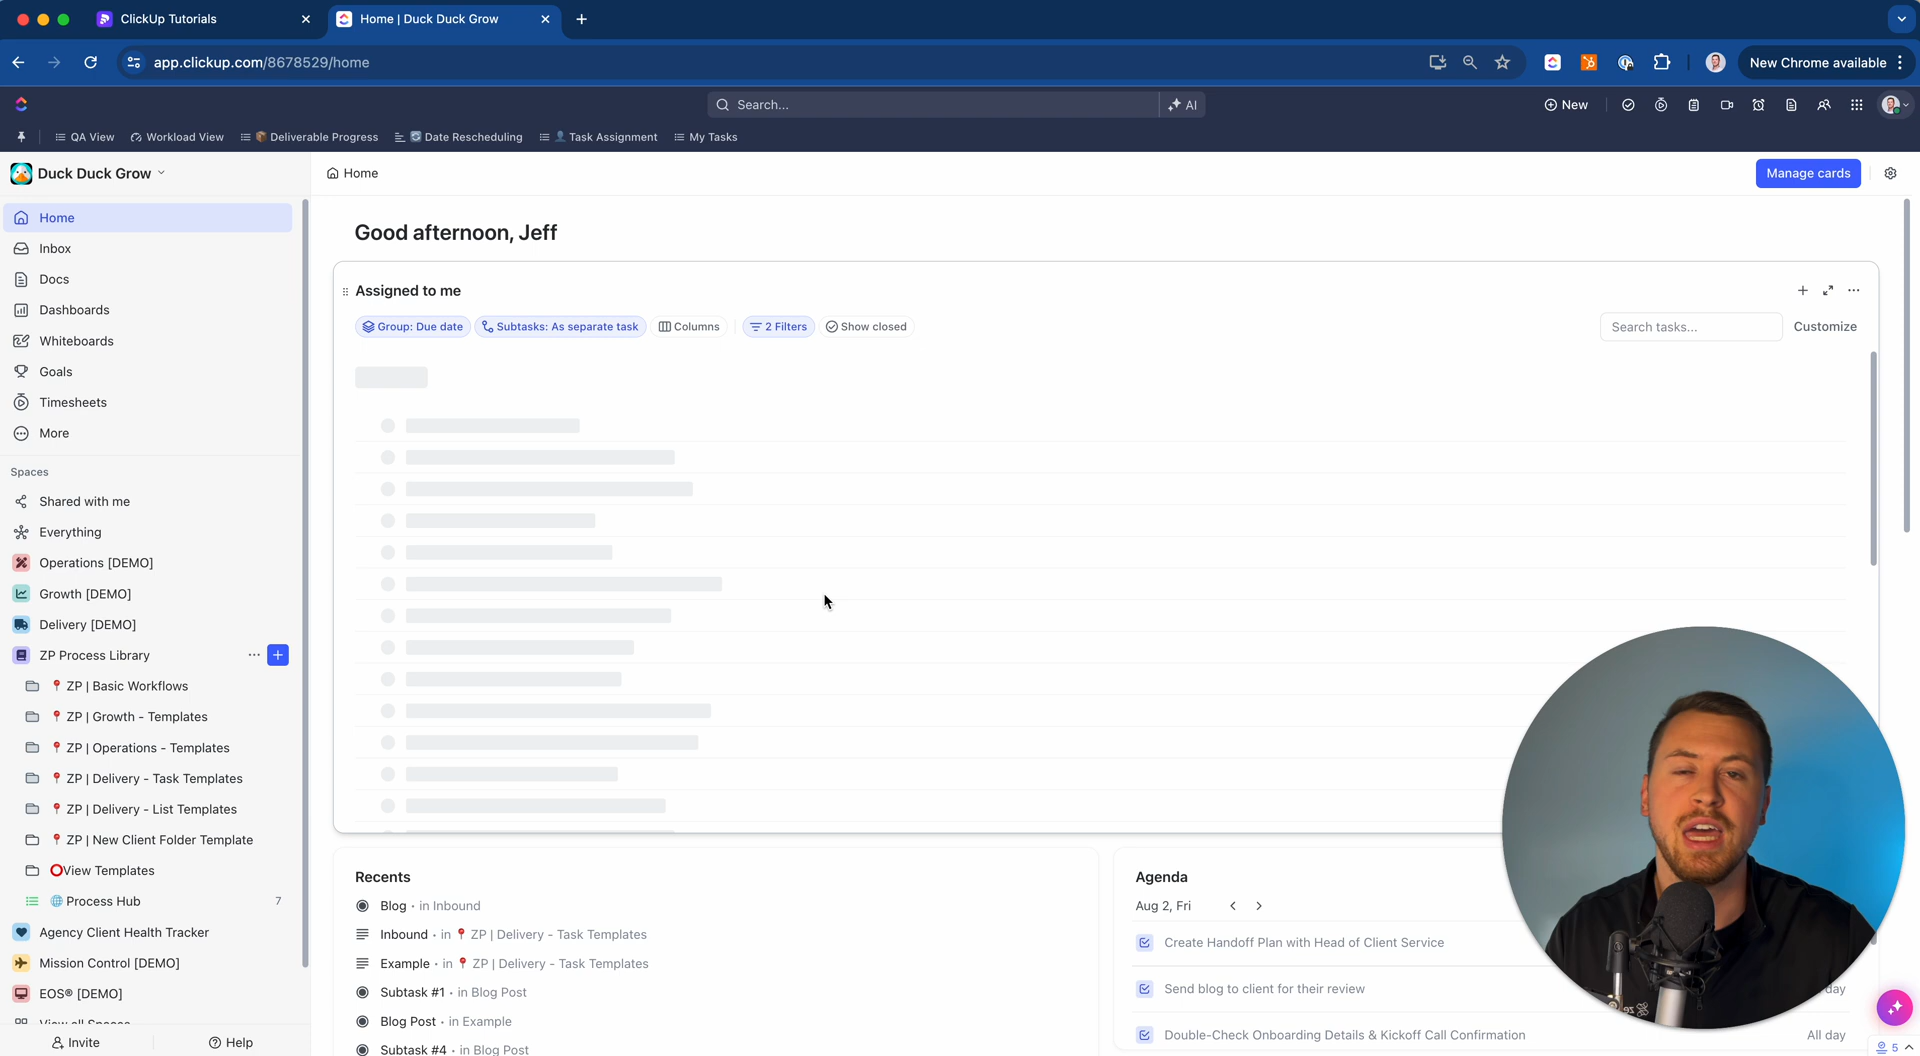 ClickUp Tutorials
Home | Duck Duck Grow
app.clickup.com/8678529/home
New Chrome available
Search...
AI
New
QA View
Workload View
Deliverable Progress
Date Rescheduling
Task Assignment
My Tasks
Duck Duck Grow
Home
Manage cards
Home
Inbox
Docs
Dashboards
Whiteboards
Goals
Timesheets
More
Spaces
Shared with me
Everything
Operations [DEMO]
Growth [DEMO]
Delivery [DEMO]
ZP Process Library
ZP | Basic Workflows
ZP | Growth - Templates
ZP | Operations - Templates
ZP | Delivery - Task Templates
ZP | Delivery - List Templates
ZP | New Client Folder Template
View Templates
Process Hub 7
Agency Client Health Tracker
Mission Control [DEMO]
EOS® [DEMO]
View all Spaces
Invite
Help
Good afternoon, Jeff
Assigned to me
Group: Due date
Subtasks: As separate task
Columns
2 Filters
Show closed
Search tasks...
Customize
Recents
Blog • in Inbound
Inbound • in ZP | Delivery - Task Templates
Example • in ZP | Delivery - Task Templates
Subtask #1 • in Blog Post
Blog Post • in Example
Subtask #4 • in Blog Post
Agenda
Aug 2, Fri
Create Handoff Plan with Head of Client Service
Send blog to client for their review
day
Double-Check Onboarding Details & Kickoff Call Confirmation
All day
5